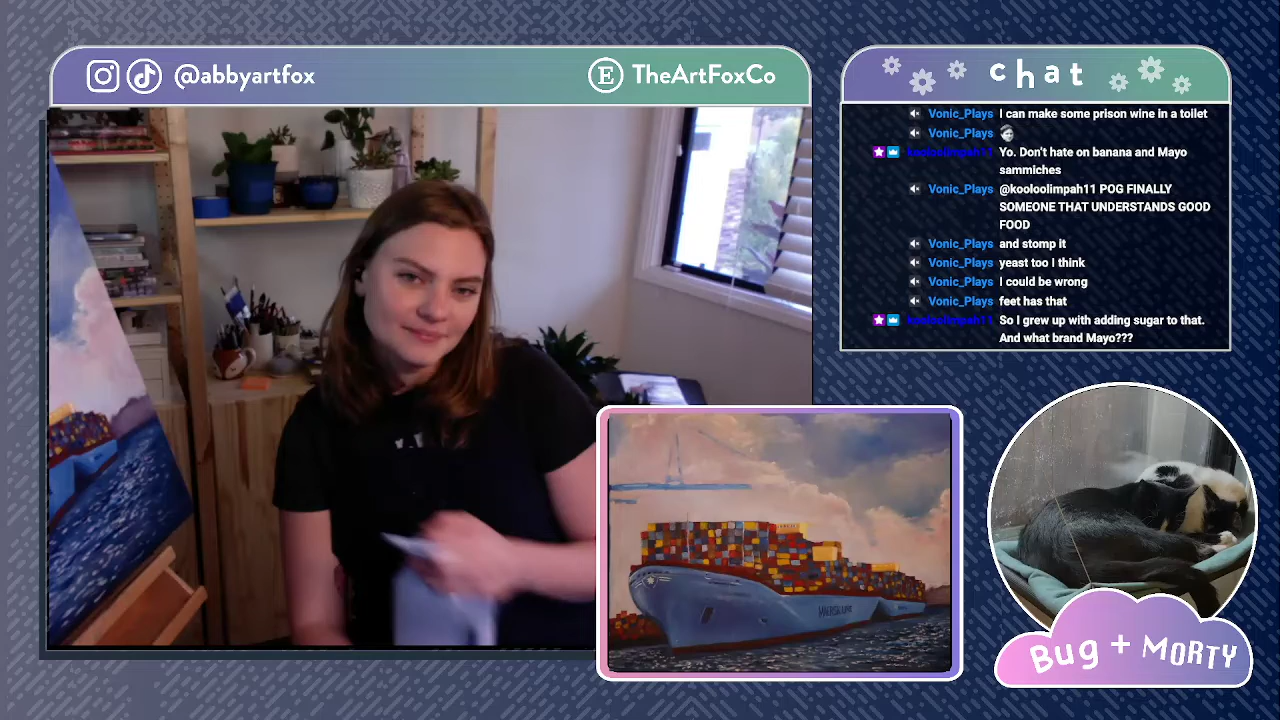 @abbyartfox
TheArtFoxCo
chat
Vonic_Plays I can make some prison wine in a toilet
Vonic_Plays
kooloolimpah11 Yo. Don't hate on banana and Mayo
sammiches
Vonic_Plays @kooloolimpah11 POG FINALLY
SOMEONE THAT UNDERSTANDS GOOD
FOOD
Vonic_Plays and stomp it
Vonic_Plays yeast too I think
Vonic_Plays I could be wrong
Vonic_Plays feet has that
kooloolimpah11 So I grew up with adding sugar to that.
And what brand Mayo???
Bug + MORTY